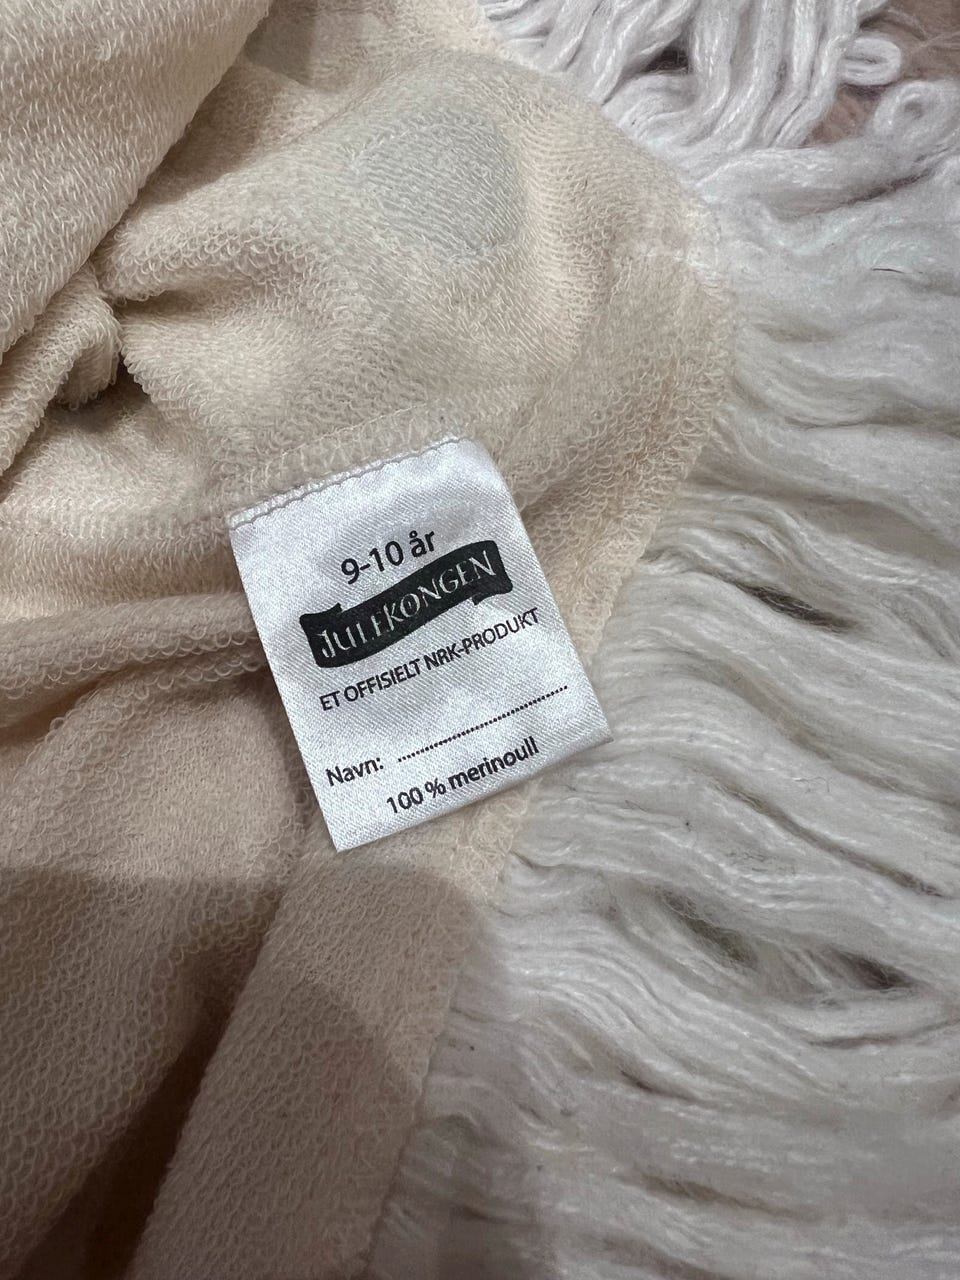 9-10 år
JULEKONGEN
ET OFFISIELT NRK-PRODUKT
Navn: ........................................
100 % merinoull